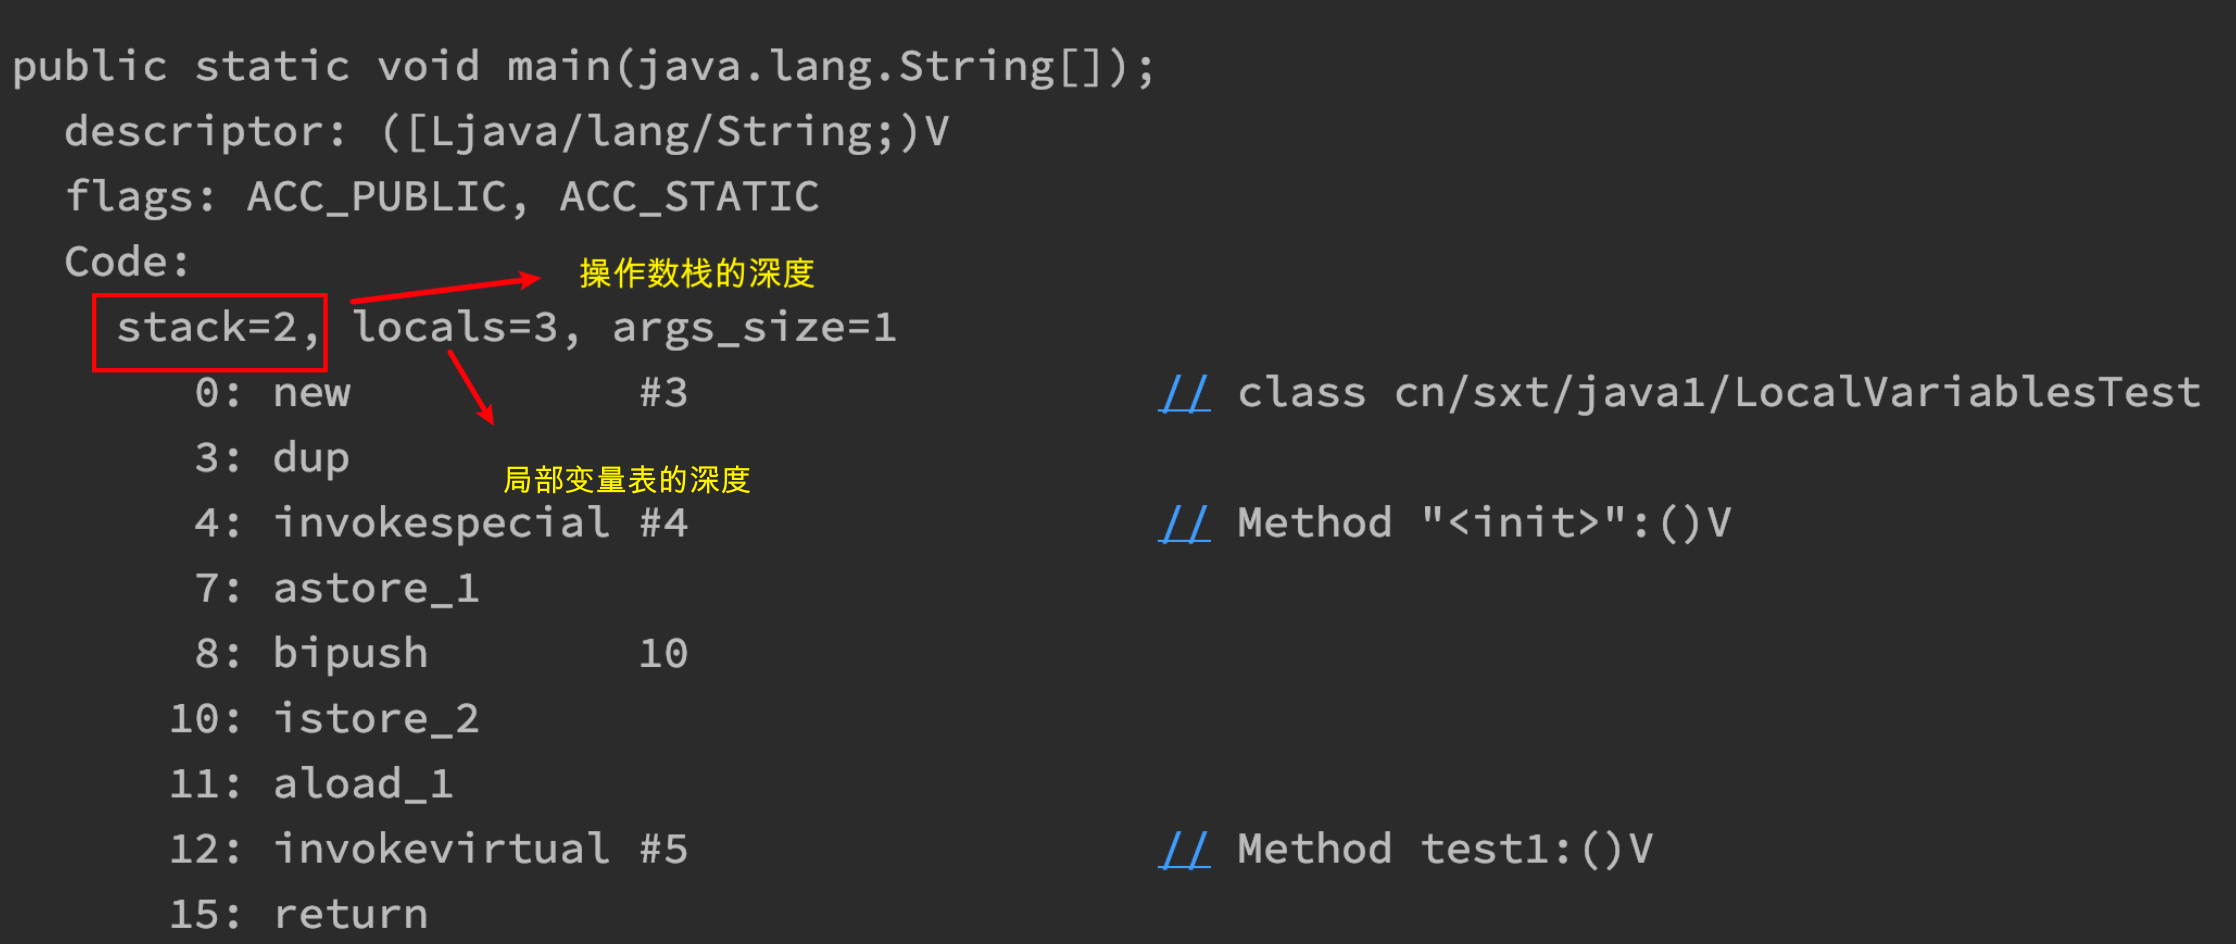 public static void main(java.lang.String[]);
descriptor: ([Ljava/lang/String;)V
flags: ACC_PUBLIC, ACC_STATIC
Code:
操作数栈的深度
stack=2, locals=3, args_size=1
0: new #3 // class cn/sxt/java1/LocalVariablesTest
3: dup
局部变量表的深度
4: invokespecial #4 // Method "<init>":()V
7: astore_1
8: bipush 10
10: istore_2
11: aload_1
12: invokevirtual #5 // Method test1:()V
15: return